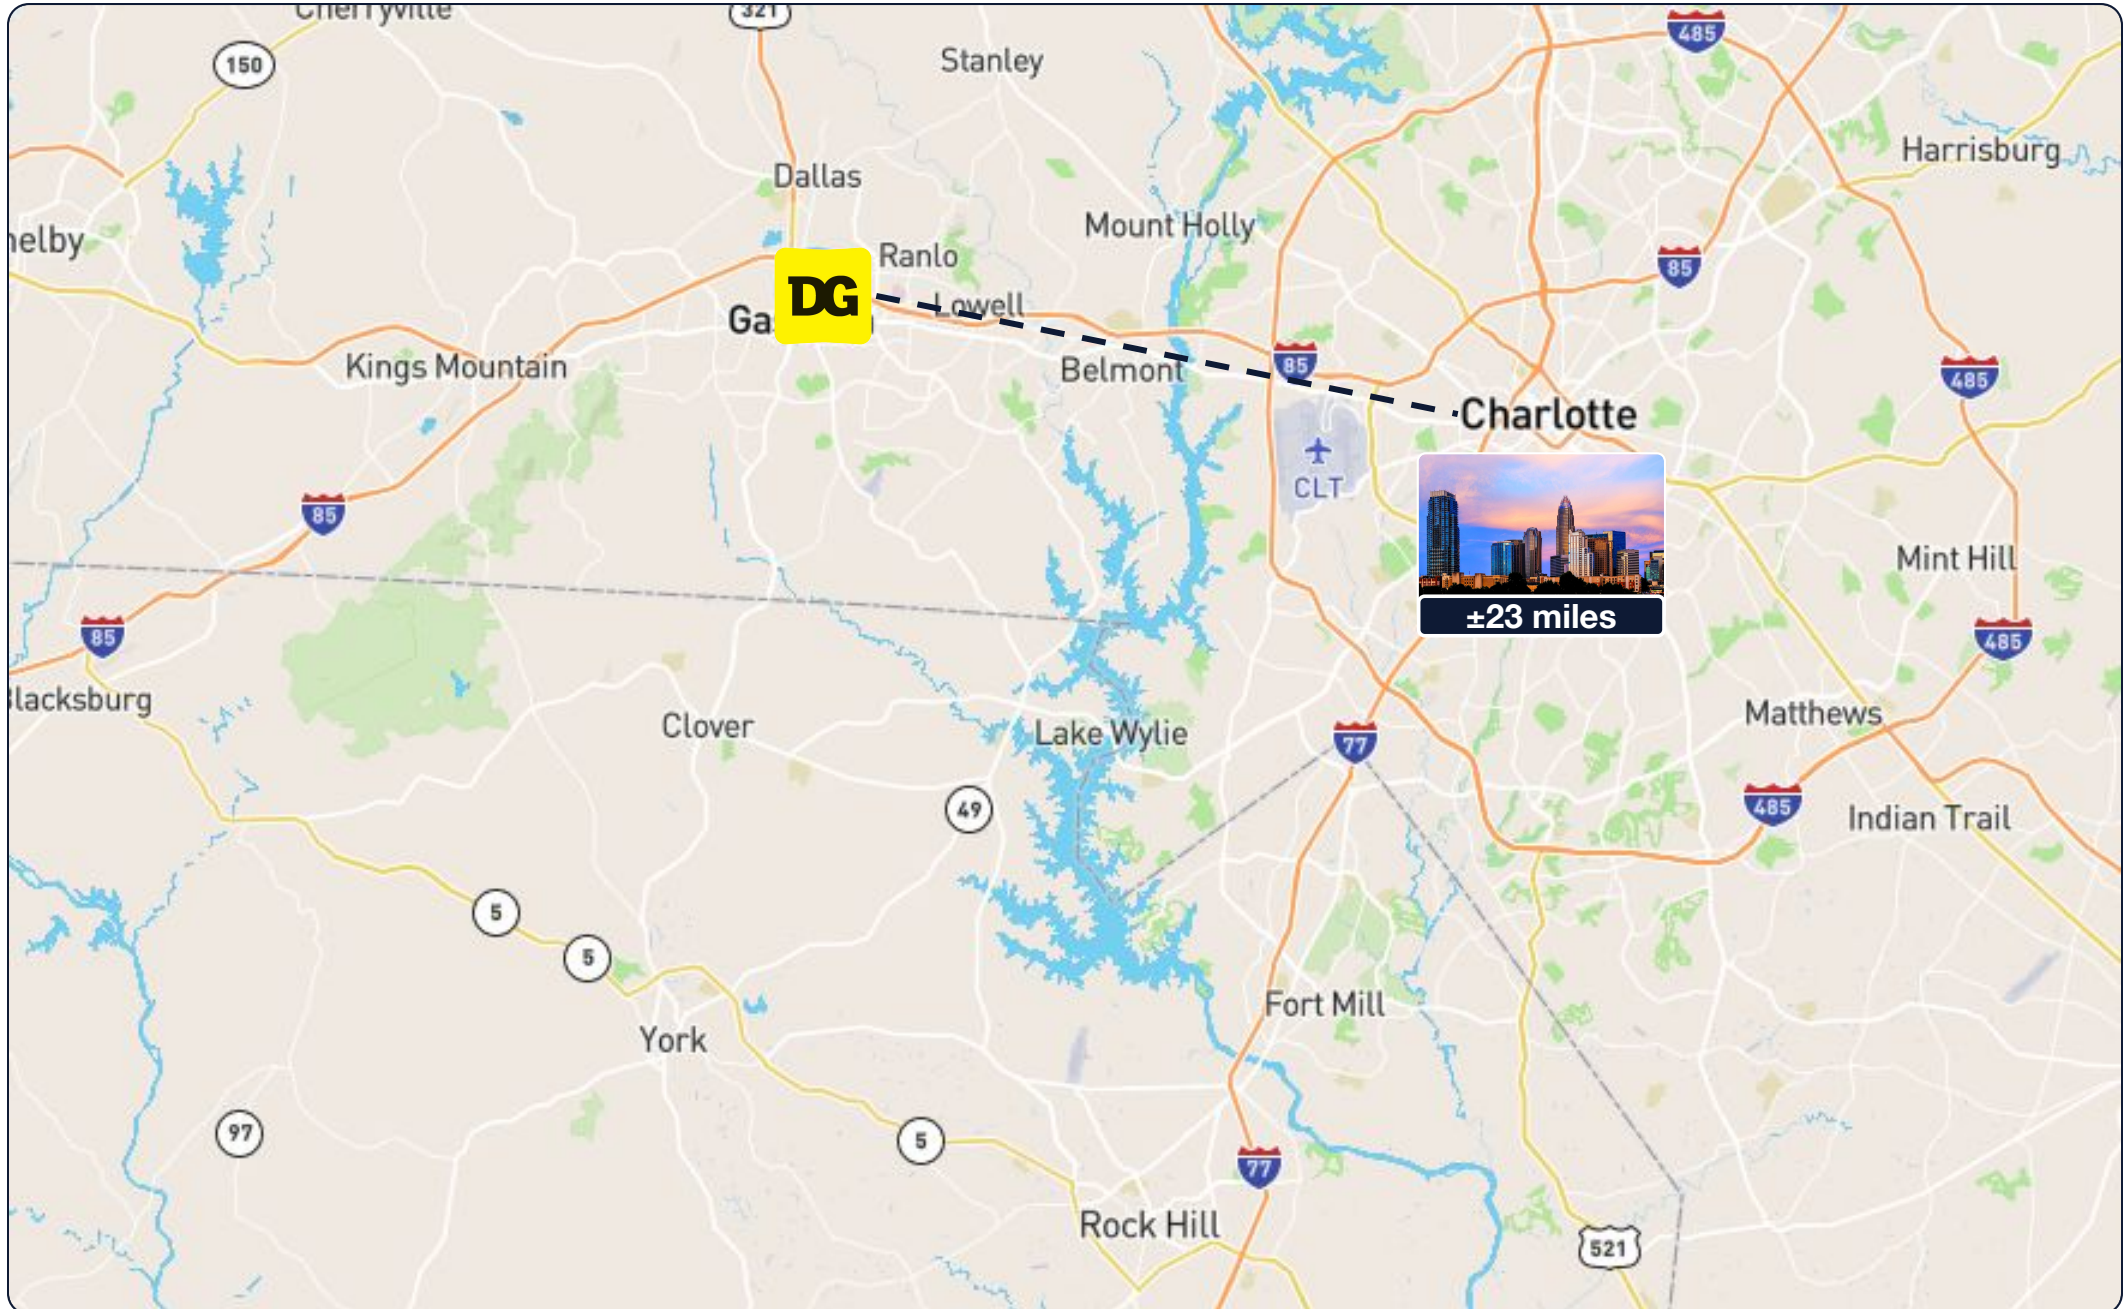 Cherryville
321
485
150
Stanley
Harrisburg
Dallas
Mount Holly
helby
Ranlo
85
DG
Lowell
Ga
85
Kings Mountain
Belmont
485
Charlotte
CLT
85
Mint Hill
±23 miles
85
485
Blacksburg
Matthews
Clover
Lake Wylie
77
49
485
Indian Trail
5
5
Fort Mill
York
97
5
77
Rock Hill
521